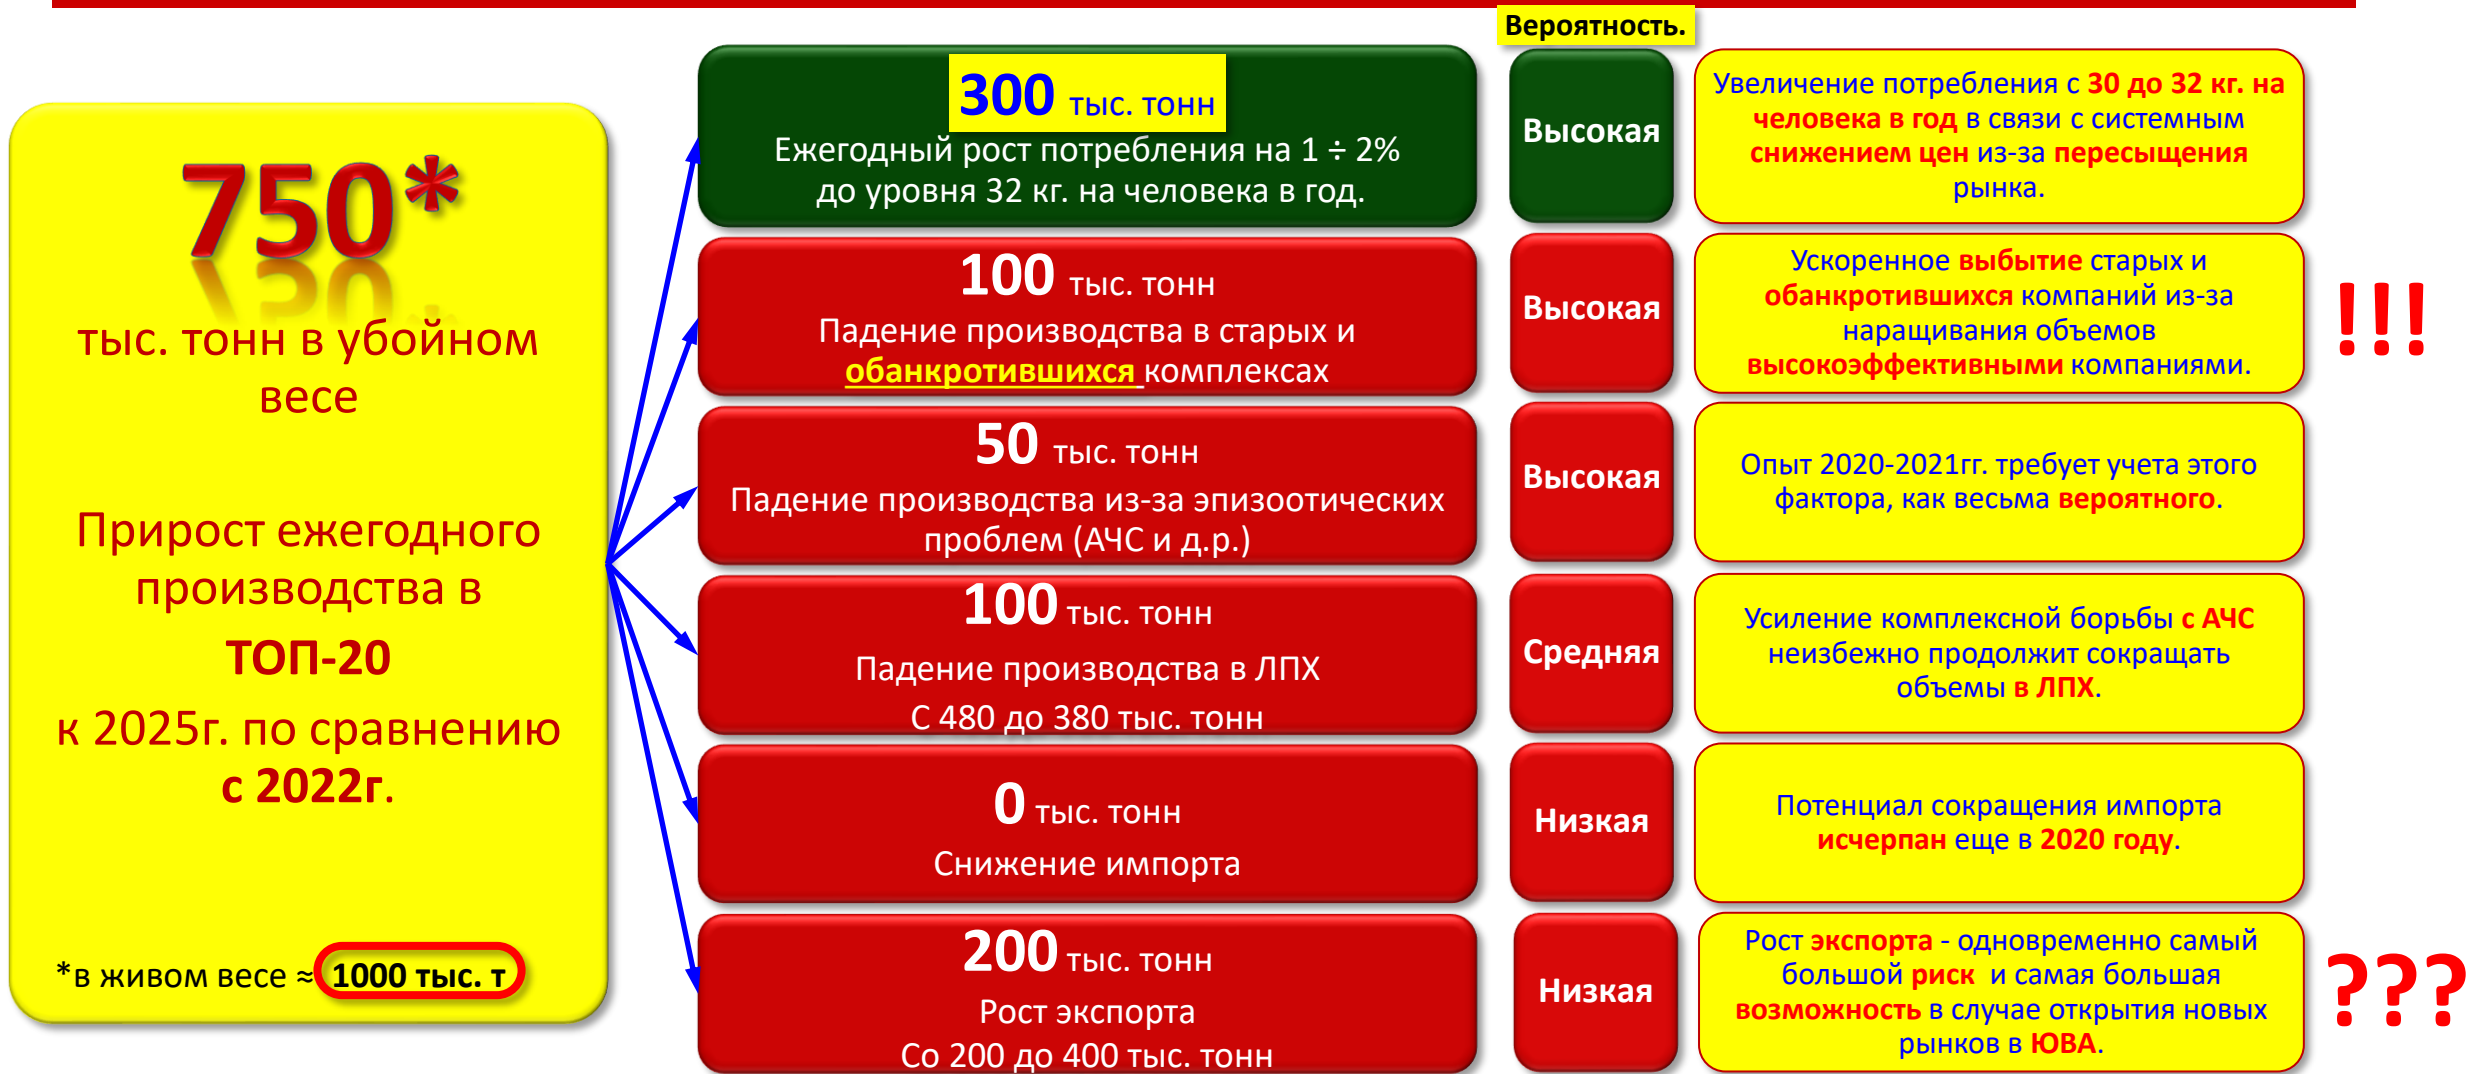 Вероятность.
750*
тыс. тонн в убойном
весе
Прирост ежегодного
производства в
ТОП-20
к 2025г. по сравнению
с 2022г.
*в живом весе ≈ 1000 тыс. т
300 тыс. тонн
Ежегодный рост потребления на 1 ÷ 2%
до уровня 32 кг. на человека в год.
Высокая
Увеличение потребления с 30 до 32 кг. на
человека в год в связи с системным
снижением цен из-за пересыщения
рынка.
100 тыс. тонн
Падение производства в старых и
обанкротившихся комплексах
Высокая
Ускоренное выбытие старых и
обанкротившихся компаний из-за
наращивания объемов
высокоэффективными компаниями.
!!!
50 тыс. тонн
Падение производства из-за эпизоотических
проблем (АЧС и д.р.)
Высокая
Опыт 2020-2021гг. требует учета этого
фактора, как весьма вероятного.
100 тыс. тонн
Падение производства в ЛПХ
С 480 до 380 тыс. тонн
Средняя
Усиление комплексной борьбы с АЧС
неизбежно продолжит сокращать
объемы в ЛПХ.
0 тыс. тонн
Снижение импорта
Низкая
Потенциал сокращения импорта
исчерпан еще в 2020 году.
200 тыс. тонн
Рост экспорта
Со 200 до 400 тыс. тонн
Низкая
Рост экспорта - одновременно самый
большой риск и самая большая
возможность в случае открытия новых
рынков в ЮВА.
???